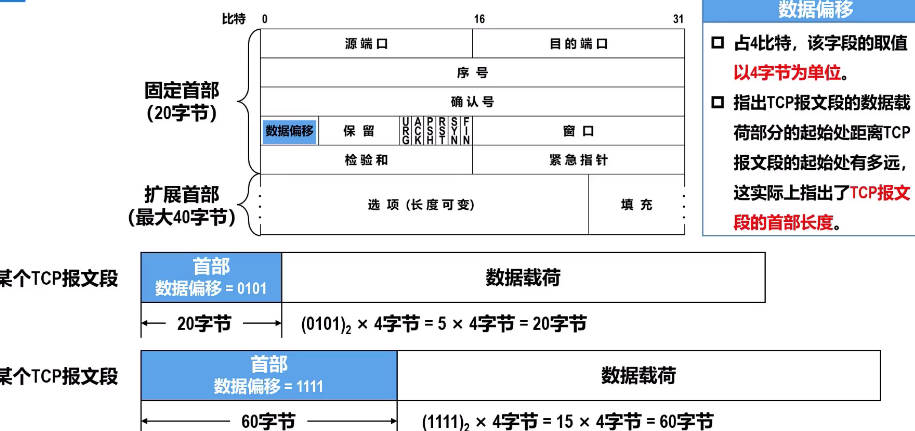 数据偏移
比特 0 16 31
源端口 目的端口
序号
确认号
固定首部
(20字节)
数据偏移 保留 URG ACK PSH RST SYN FIN 窗口
检验和 紧急指针
扩展首部
(最大40字节)
选项 (长度可变) 填充
占4比特，该字段的取值
以4字节为单位。
指出TCP报文段的数据载
荷部分的起始处距离TCP
报文段的起始处有多远，
这实际上指出了TCP报文
段的首部长度。
某个TCP报文段
首部
数据偏移 = 0101
数据载荷
20字节
(0101)₂ × 4字节 = 5 × 4字节 = 20字节
某个TCP报文段
首部
数据偏移 = 1111
数据载荷
60字节
(1111)₂ × 4字节 = 15 × 4字节 = 60字节